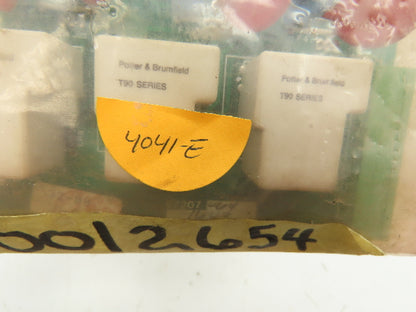 Potter & Brumfield
T90 SERIES
Potter & Brumfield
T90 SERIES
4041-E
0012654